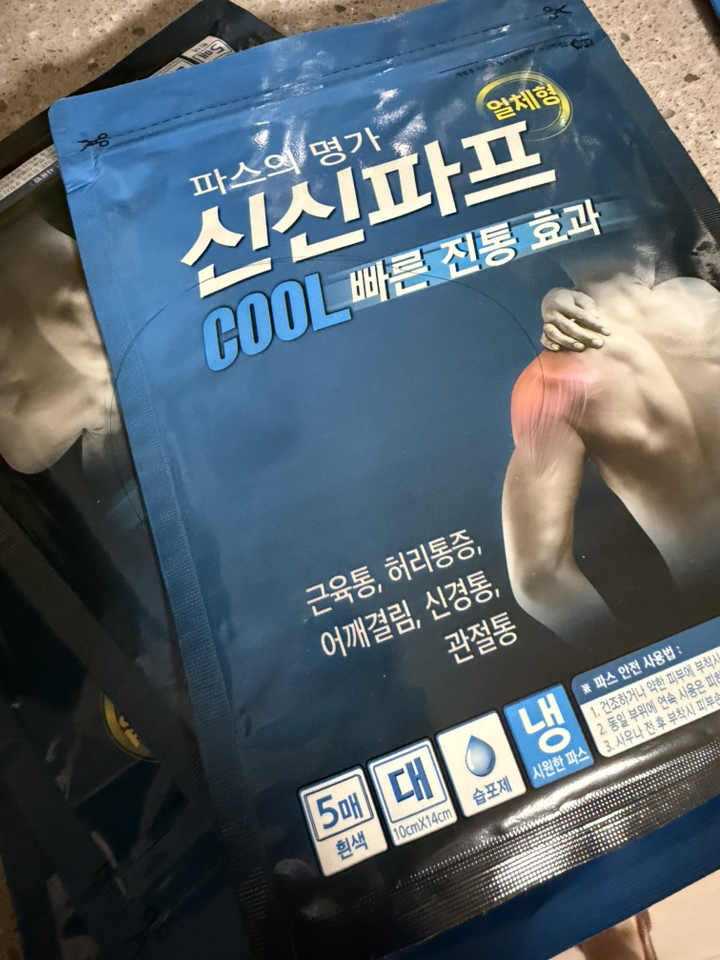 일체형
파스의 명가
신신파프
COOL 빠른 진통 효과
근육통, 허리통증,
어깨결림, 신경통,
관절통
5매
흰색
대
10cmX14cm
습포제
냉
시원한 파스
※ 파스 안전 사용법 :
1. 건조하거나 약한 피부에 부착시
2. 동일 부위에 연속 사용은 피
3. 사우나 전.후 부착시 피부
5매